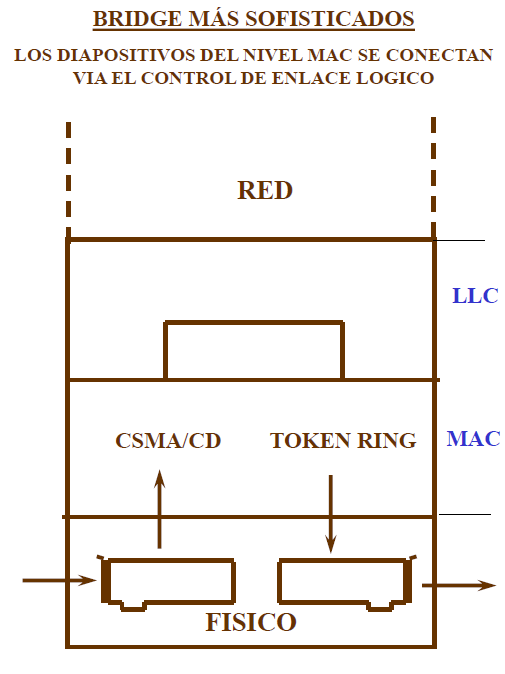 BRIDGE MÁS SOFISTICADOS
LOS DIAPOSITIVOS DEL NIVEL MAC SE CONECTAN
VIA EL CONTROL DE ENLACE LOGICO
RED
LLC
CSMA/CD
TOKEN RING
MAC
FISICO